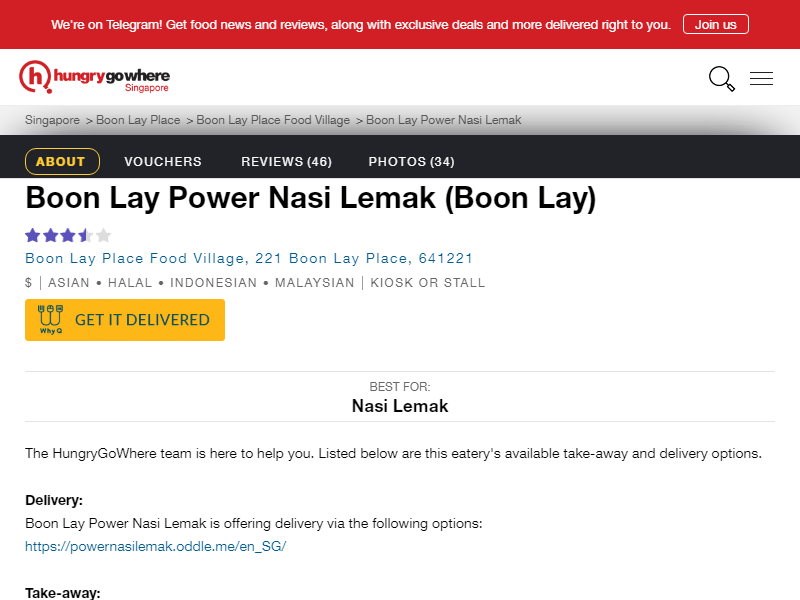 We're on Telegram! Get food news and reviews, along with exclusive deals and more delivered right to you. Join us
hungrygowhere
Singapore
Singapore > Boon Lay Place > Boon Lay Place Food Village > Boon Lay Power Nasi Lemak
ABOUT VOUCHERS REVIEWS (46) PHOTOS (34)
Boon Lay Power Nasi Lemak (Boon Lay)
Boon Lay Place Food Village, 221 Boon Lay Place, 641221
$ | ASIAN • HALAL • INDONESIAN • MALAYSIAN | KIOSK OR STALL
WhyQ GET IT DELIVERED
BEST FOR:
Nasi Lemak
The HungryGoWhere team is here to help you. Listed below are this eatery's available take-away and delivery options.
Delivery:
Boon Lay Power Nasi Lemak is offering delivery via the following options:
https://powernasilemak.oddle.me/en_SG/
Take-away: